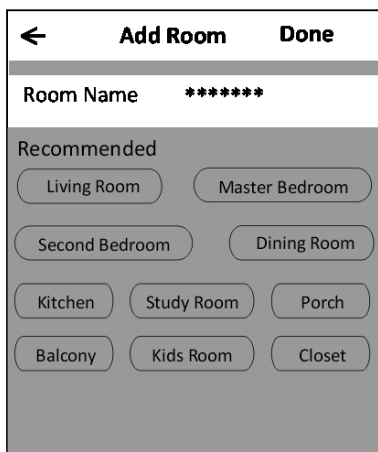 ← Add Room Done
Room Name *******
Recommended
Living Room Master Bedroom
Second Bedroom Dining Room
Kitchen Study Room Porch
Balcony Kids Room Closet